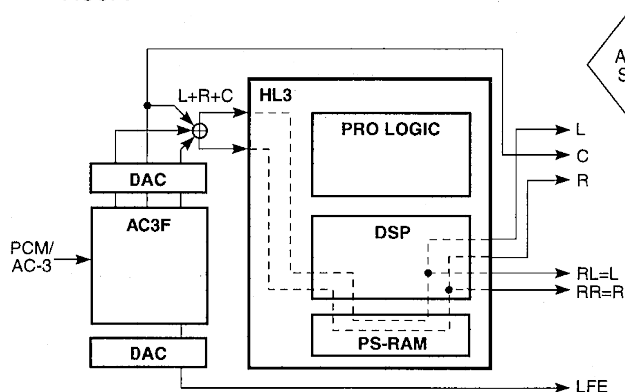 L+R+C
HL3
PRO LOGIC
L
C
R
DAC
AC3F
DSP
PCM/
AC-3
RL=L
RR=R
PS-RAM
DAC
LFE